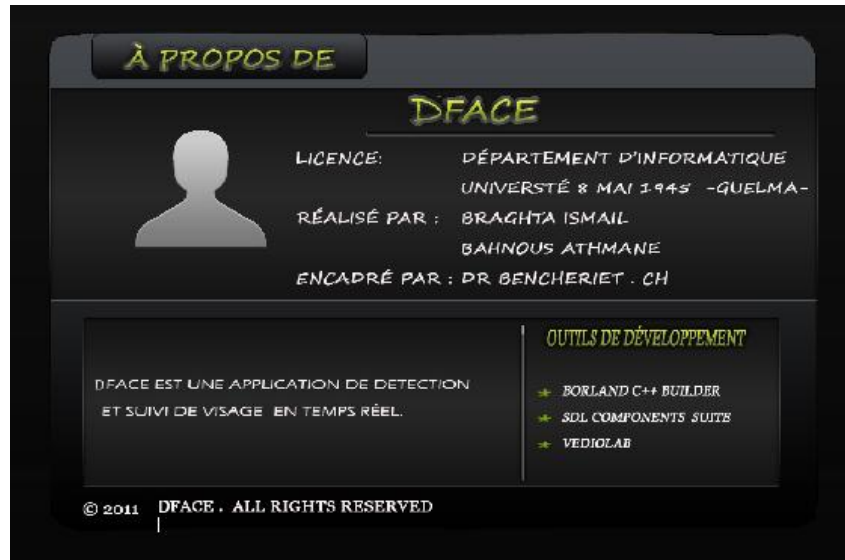 À PROPOS DE
DFACE
LICENCE: DÉPARTEMENT D'INFORMATIQUE
UNIVERSTÉ 8 MAI 1945 -GUELMA-
RÉALISÉ PAR : BRAGHTA ISMAIL
BAHNOUS ATHMANE
ENCADRÉ PAR : DR BENCHERIET . CH
DFACE EST UNE APPLICATION DE DETECTION
ET SUIVI DE VISAGE EN TEMPS RÉEL.
OUTILS DE DÉVELOPPEMENT
BORLAND C++ BUILDER
SDL COMPONENTS SUITE
VEDIOLAB
© 2011 DFACE . ALL RIGHTS RESERVED